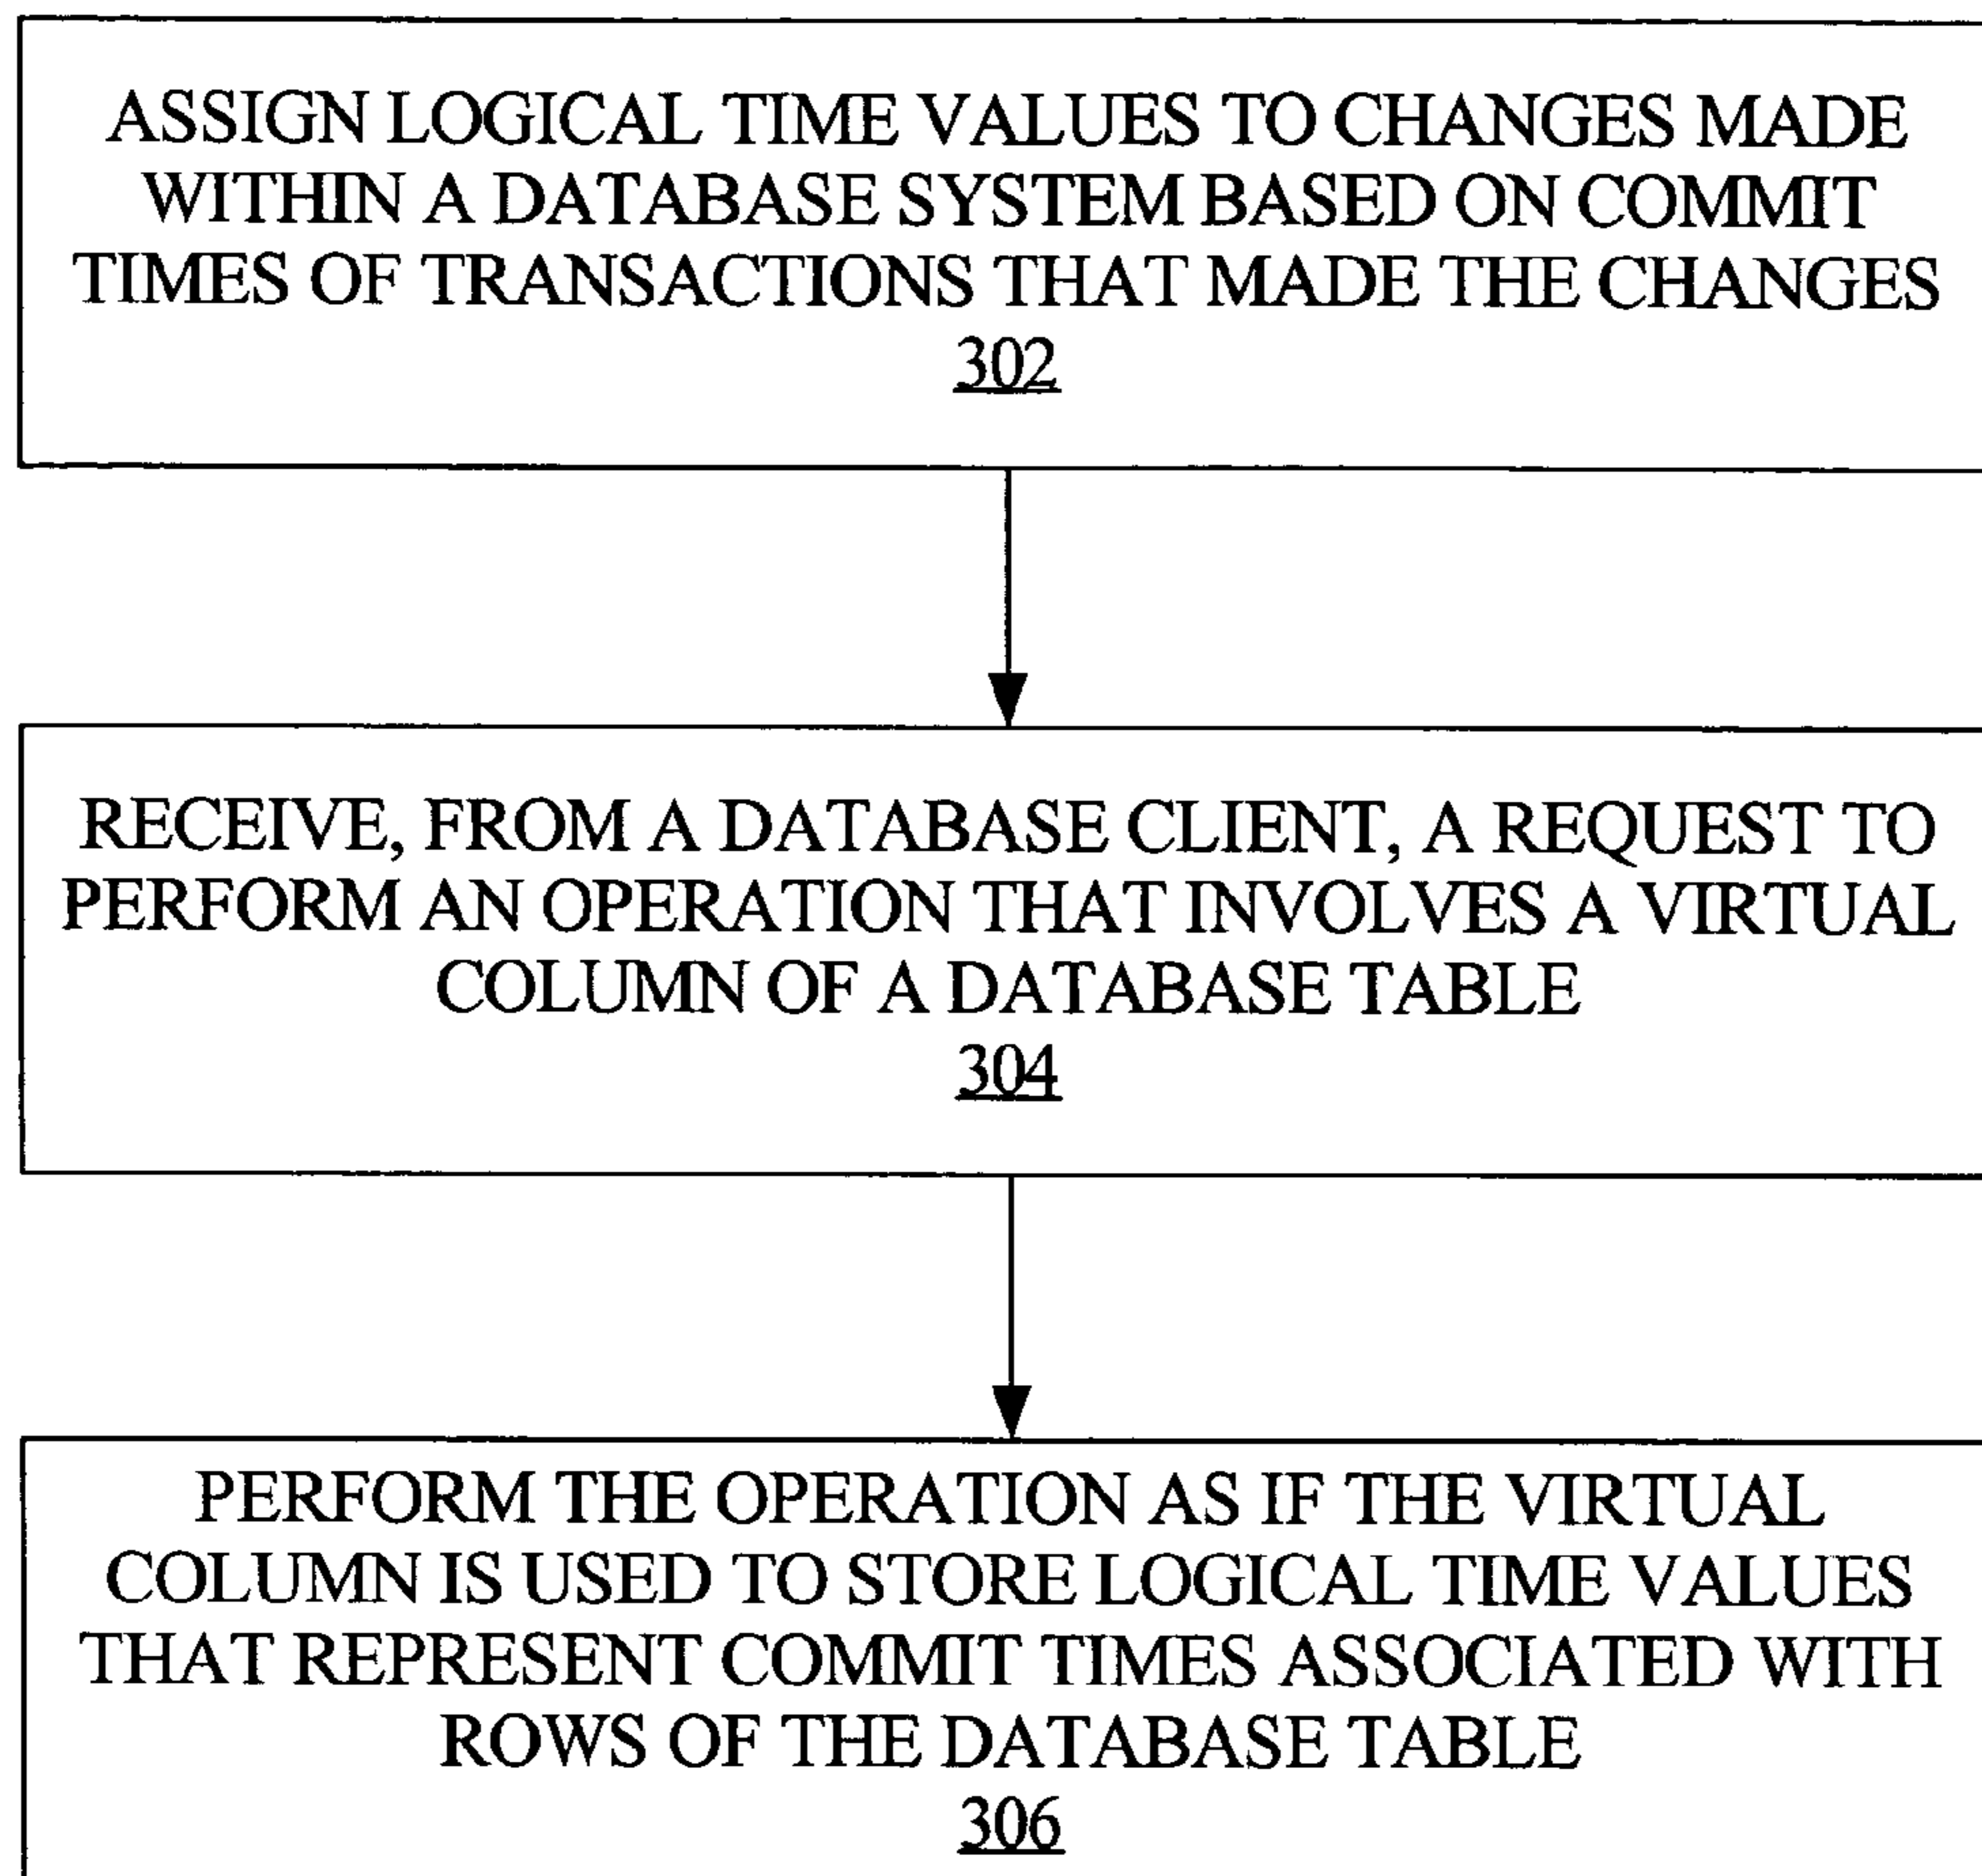 ASSIGN LOGICAL TIME VALUES TO CHANGES MADE
WITHIN A DATABASE SYSTEM BASED ON COMMIT
TIMES OF TRANSACTIONS THAT MADE THE CHANGES
302
RECEIVE, FROM A DATABASE CLIENT, A REQUEST TO
PERFORM AN OPERATION THAT INVOLVES A VIRTUAL
COLUMN OF A DATABASE TABLE
304
PERFORM THE OPERATION AS IF THE VIRTUAL
COLUMN IS USED TO STORE LOGICAL TIME VALUES
THAT REPRESENT COMMIT TIMES ASSOCIATED WITH
ROWS OF THE DATABASE TABLE
306